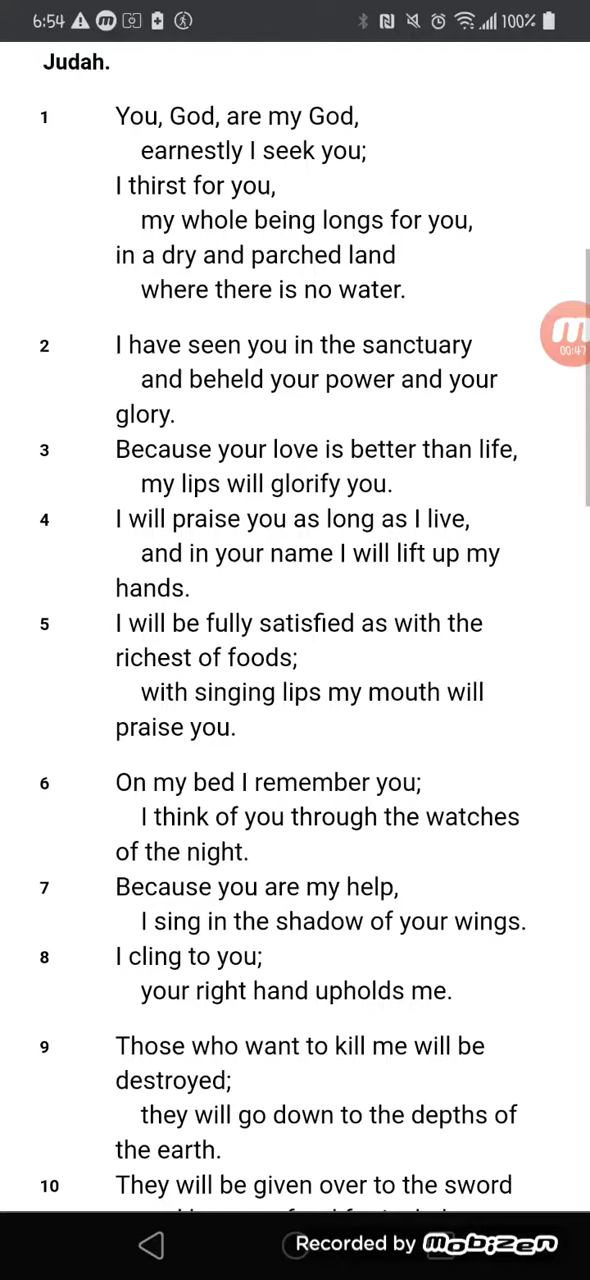 6:54 100%
Judah.
1 You, God, are my God,
earnestly I seek you;
I thirst for you,
my whole being longs for you,
in a dry and parched land
where there is no water.
2 I have seen you in the sanctuary
and beheld your power and your
glory.
3 Because your love is better than life,
my lips will glorify you.
4 I will praise you as long as I live,
and in your name I will lift up my
hands.
5 I will be fully satisfied as with the
richest of foods;
with singing lips my mouth will
praise you.
6 On my bed I remember you;
I think of you through the watches
of the night.
7 Because you are my help,
I sing in the shadow of your wings.
8 I cling to you;
your right hand upholds me.
9 Those who want to kill me will be
destroyed;
they will go down to the depths of
the earth.
10 They will be given over to the sword
00:47
Recorded by mobizen